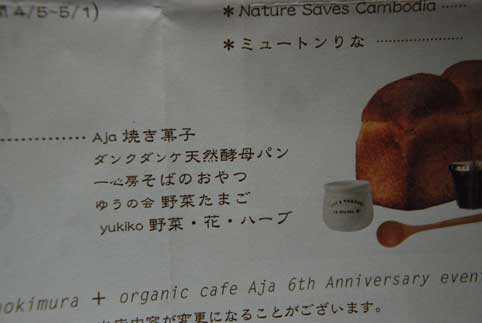 4/5~5/1)
* Nature Saves Cambodia ……
* ミュートンりな ………………
……………… Aja 焼き菓子
ダンクダンケ天然酵母パン
一心房そばのおやつ
ゆうの会 野菜たまご
yukiko 野菜・花・ハーブ
okimura + organic cafe Aja 6th Anniversary even
内容が変更になることがございます。